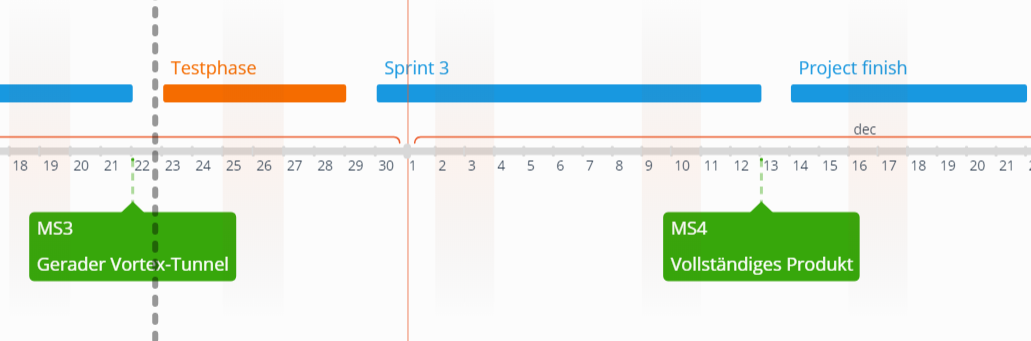 Testphase
Sprint 3
Project finish
dec
18 19 20 21 22 23 24 25 26 27 28 29 30 1 2 3 4 5 6 7 8 9 10 11 12 13 14 15 16 17 18 19 20 21
MS3
Gerader Vortex-Tunnel
MS4
Vollständiges Produkt